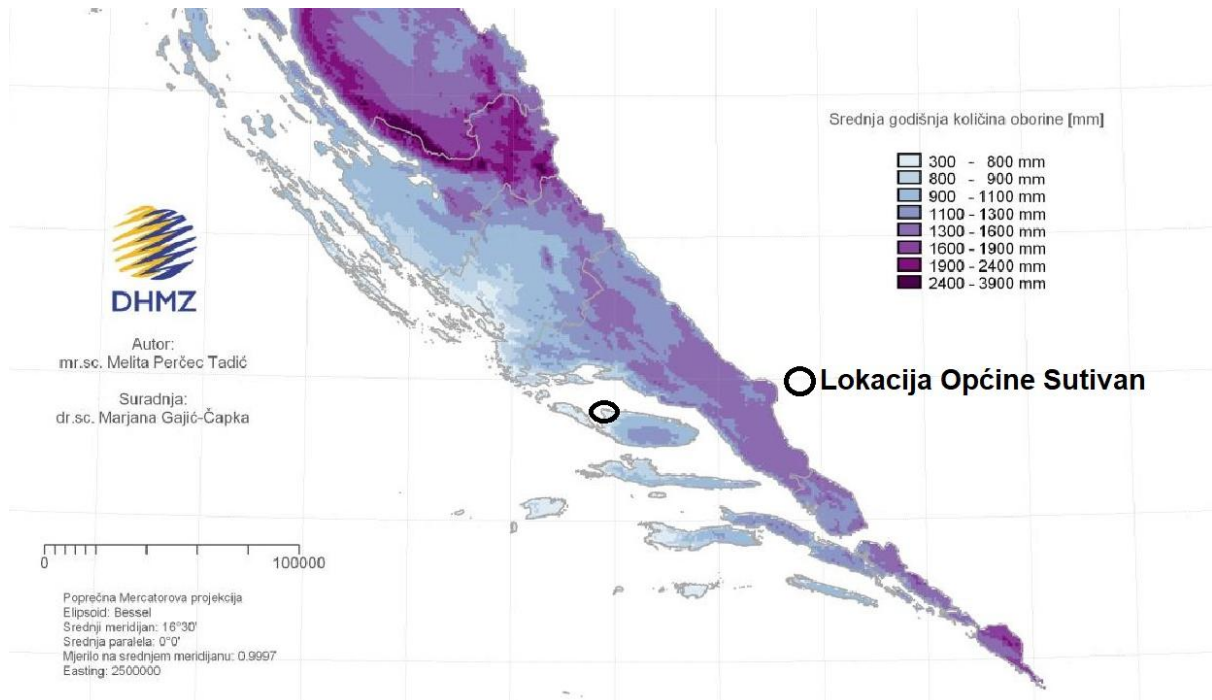 Srednja godišnja količina oborine [mm]
300 - 800 mm
800 - 900 mm
900 - 1100 mm
1100 - 1300 mm
1300 - 1600 mm
1600 - 1900 mm
1900 - 2400 mm
2400 - 3900 mm
DHMZ
Autor:
mr.sc. Melita Perčec Tadić
Suradnja:
dr.sc. Marjana Gajić-Čapka
Lokacija Općine Sutivan
0
100000
Poprečna Mercatorova projekcija
Elipsoid: Bessel
Srednji meridijan: 16°30'
Srednja paralela: 0°0'
Mjerilo na srednjem meridijanu: 0.9997
Easting: 2500000